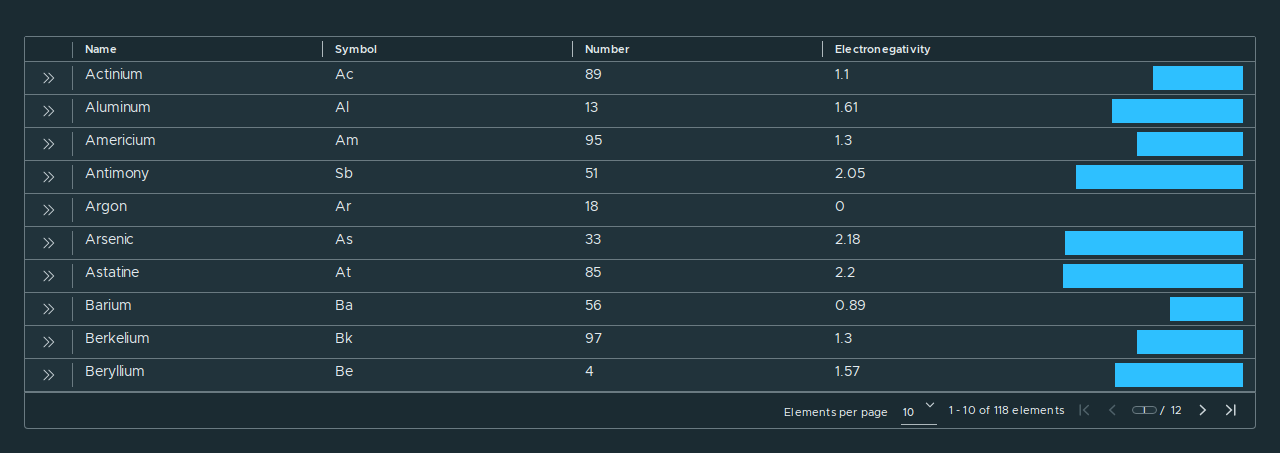 Name Symbol Number Electronegativity
Actinium Ac 89 1.1
Aluminum Al 13 1.61
Americium Am 95 1.3
Antimony Sb 51 2.05
Argon Ar 18 0
Arsenic As 33 2.18
Astatine At 85 2.2
Barium Ba 56 0.89
Berkelium Bk 97 1.3
Beryllium Be 4 1.57
Elements per page 10 1 - 10 of 118 elements 1 / 12